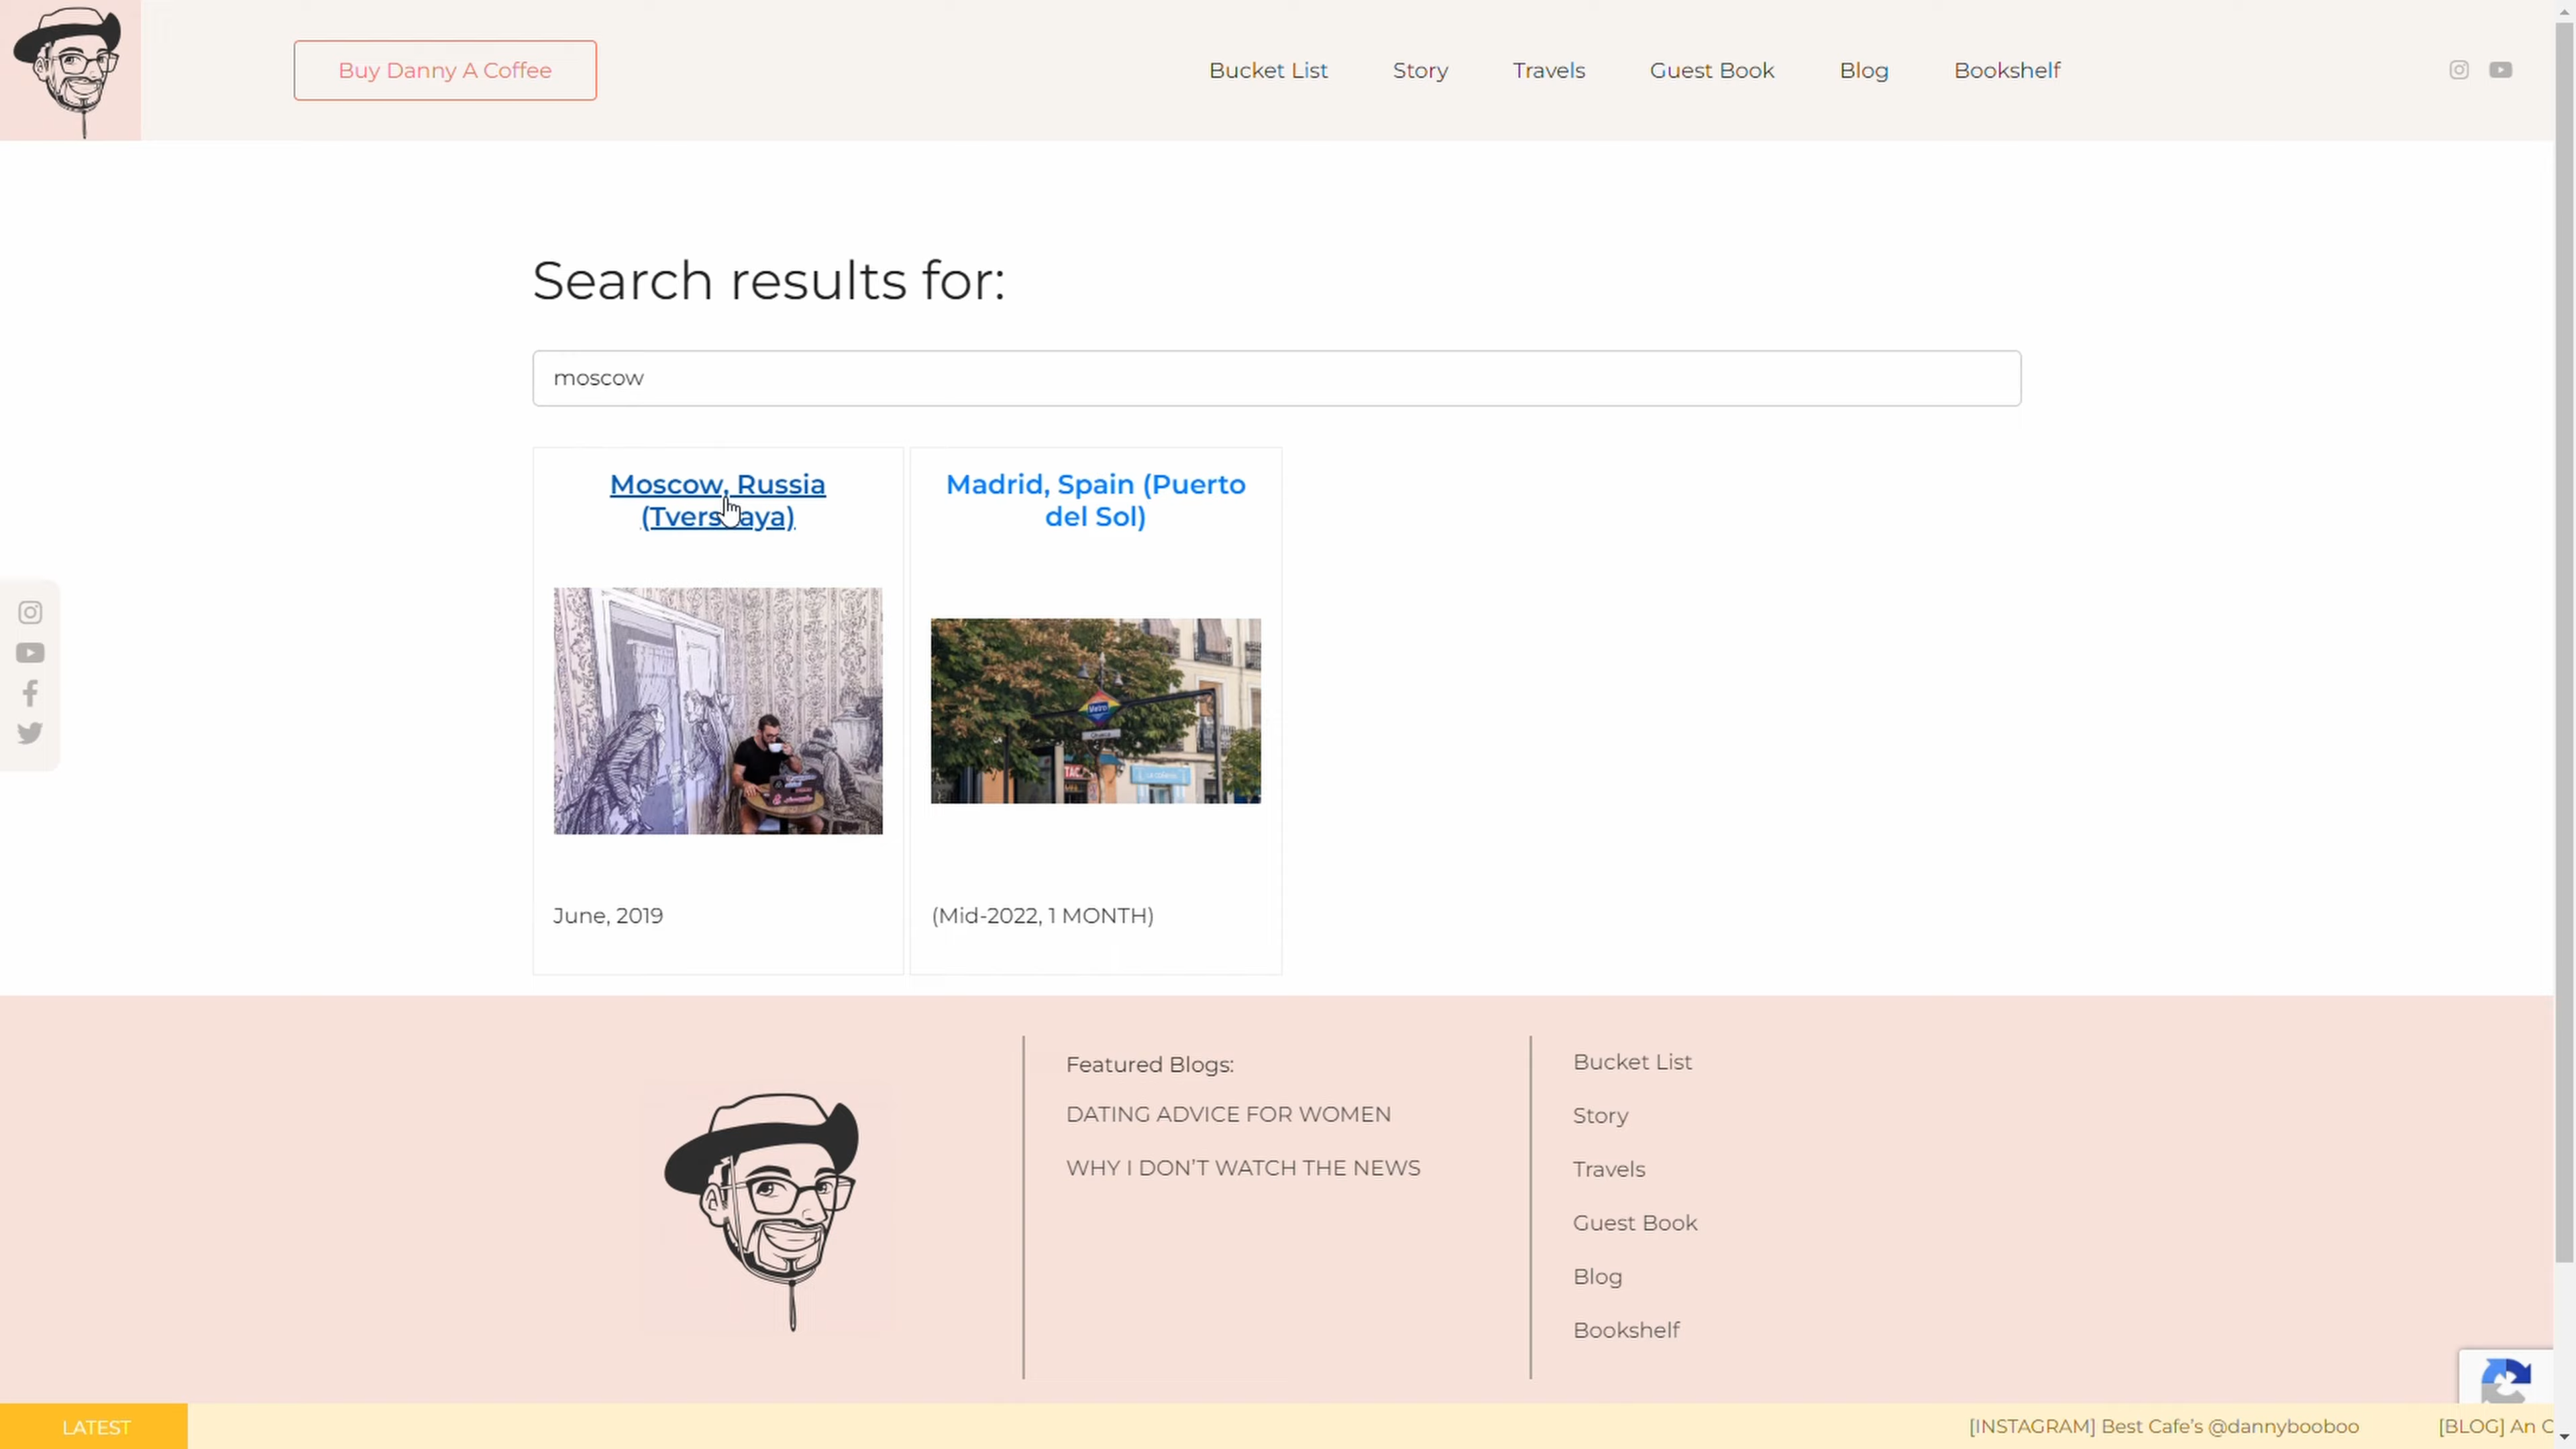 Buy Danny A Coffee
Bucket List
Story
Travels
Guest Book
Blog
Bookshelf
Search results for:
moscow
Moscow, Russia
Madrid, Spain (Puerto
del Sol)
Metro
June, 2019
(Mid-2022, 1 MONTH)
Featured Blogs:
DATING ADVICE FOR WOMEN
WHY I DON'T WATCH THE NEWS
Bucket List
Story
Travels
Guest Book
Blog
Bookshelf
LATEST
[INSTAGRAM] Best Cafe's @dannybooboo
[BLOG] An